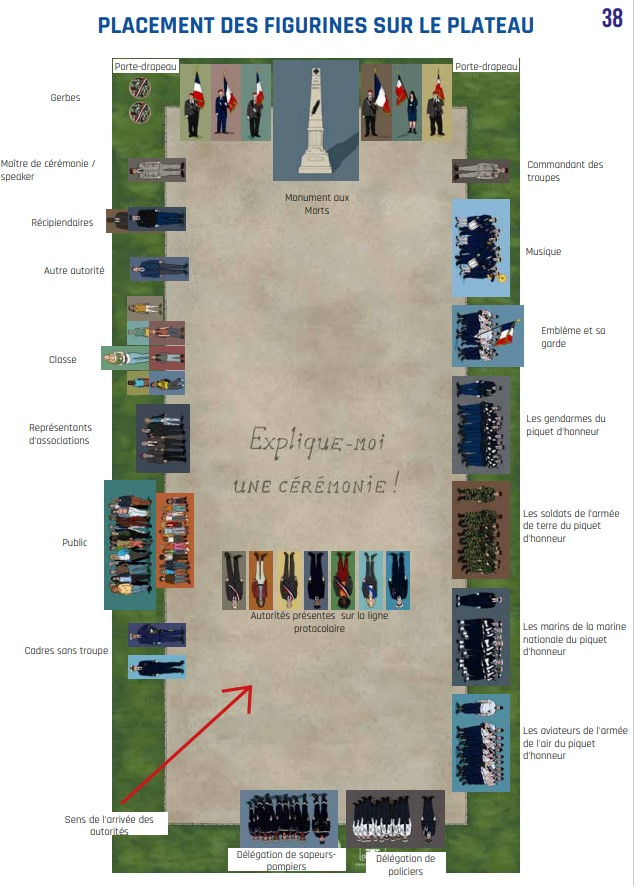 PLACEMENT DES FIGURINES SUR LE PLATEAU
38
Porte-drapeau
Porte-drapeau
Gerbes
Maître de cérémonie /
speaker
Commandant des
troupes
Monument aux
Morts
Récipiendaires
Musique
Autre autorité
Emblème et sa
garde
Classe
Les gendarmes du
piquet d'honneur
Représentants
d'associations
Explique-moi
une cérémonie !
Les soldats de l'armée
de terre du piquet
d'honneur
Public
Autorités présentes sur la ligne
protocolaire
Les marins de la marine
nationale du piquet
d'honneur
Cadres sans troupe
Les aviateurs de l'armée
de l'air du piquet
d'honneur
Sens de l'arrivée des
autorités
Délégation de sapeurs-
pompiers
Délégation de
policiers